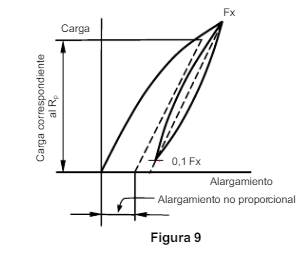 Fx
Carga
Carga correspondiente
al Rp
0,1 Fx
Alargamiento
Alargamiento no proporcional
Figura 9